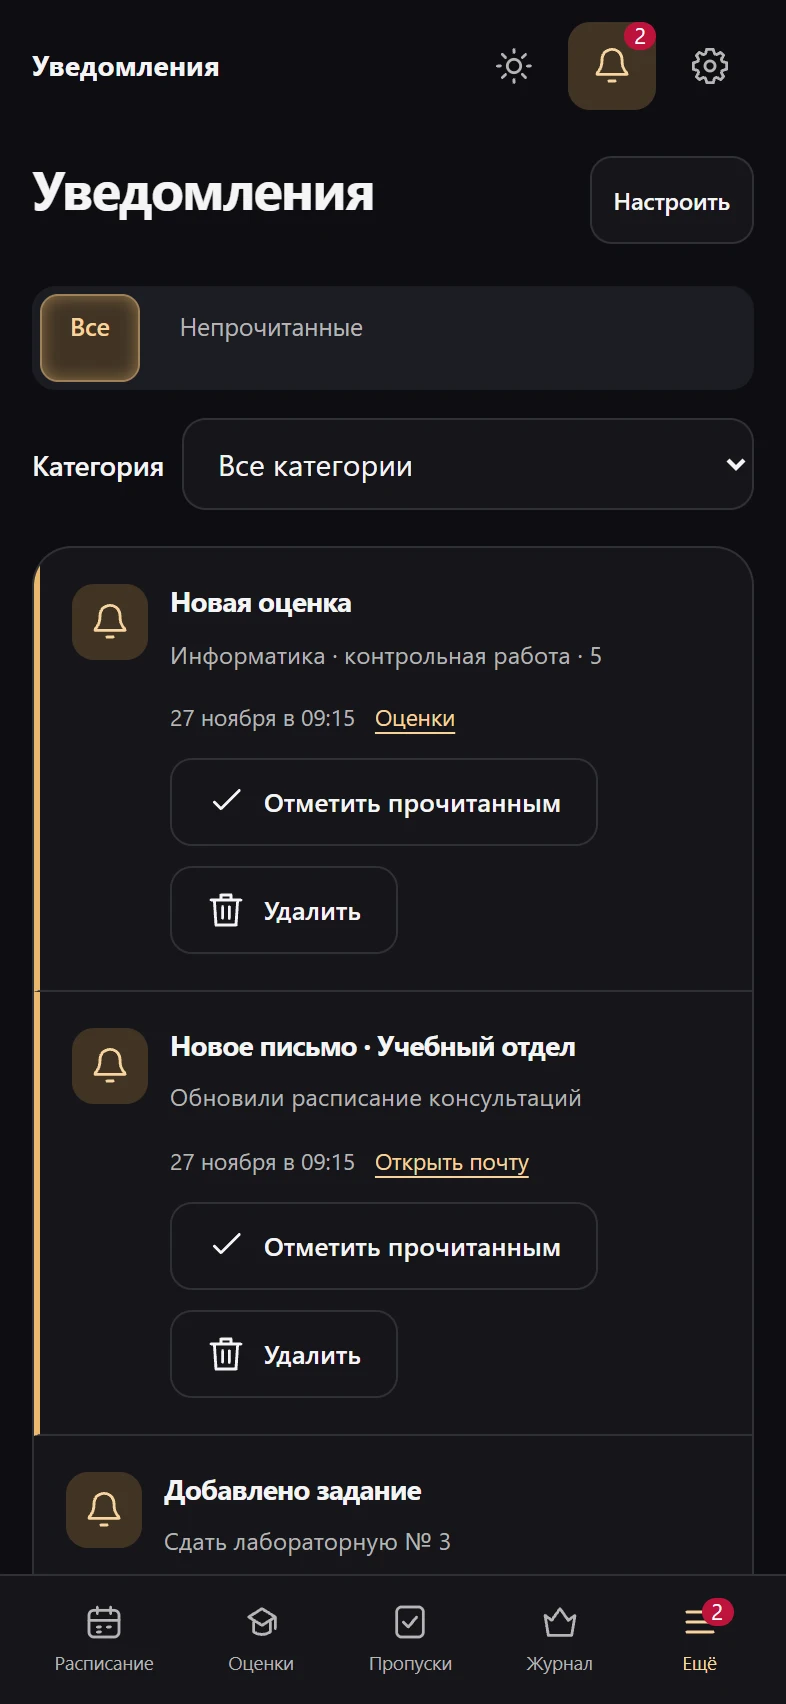 Уведомления
2
Уведомления
Настроить
Все
Непрочитанные
Категория
Все категории
Новая оценка
Информатика · контрольная работа · 5
27 ноября в 09:15 Оценки
Отметить прочитанным
Удалить
Новое письмо · Учебный отдел
Обновили расписание консультаций
27 ноября в 09:15 Открыть почту
Отметить прочитанным
Удалить
Добавлено задание
Сдать лабораторную № 3
2
Расписание
Оценки
Пропуски
Журнал
Ещё